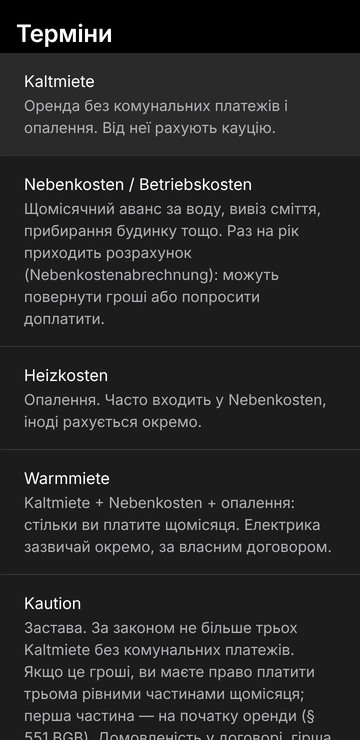 Терміни
Kaltmiete
Оренда без комунальних платежів і
опалення. Від неї рахують кауцію.
Nebenkosten / Betriebskosten
Щомісячний аванс за воду, вивіз сміття,
прибирання будинку тощо. Раз на рік
приходить розрахунок
(Nebenkostenabrechnung): можуть
повернути гроші або попросити
доплатити.
Heizkosten
Опалення. Часто входить у Nebenkosten,
іноді рахується окремо.
Warmmiete
Kaltmiete + Nebenkosten + опалення:
стільки ви платите щомісяця. Електрика
зазвичай окремо, за власним договором.
Kaution
Застава. За законом не більше трьох
Kaltmiete без комунальних платежів.
Якщо це гроші, ви маєте право платити
трьома рівними частинами щомісяця;
перша частина — на початку оренди (§
551 BGB). Домовленість у договорі, гірша